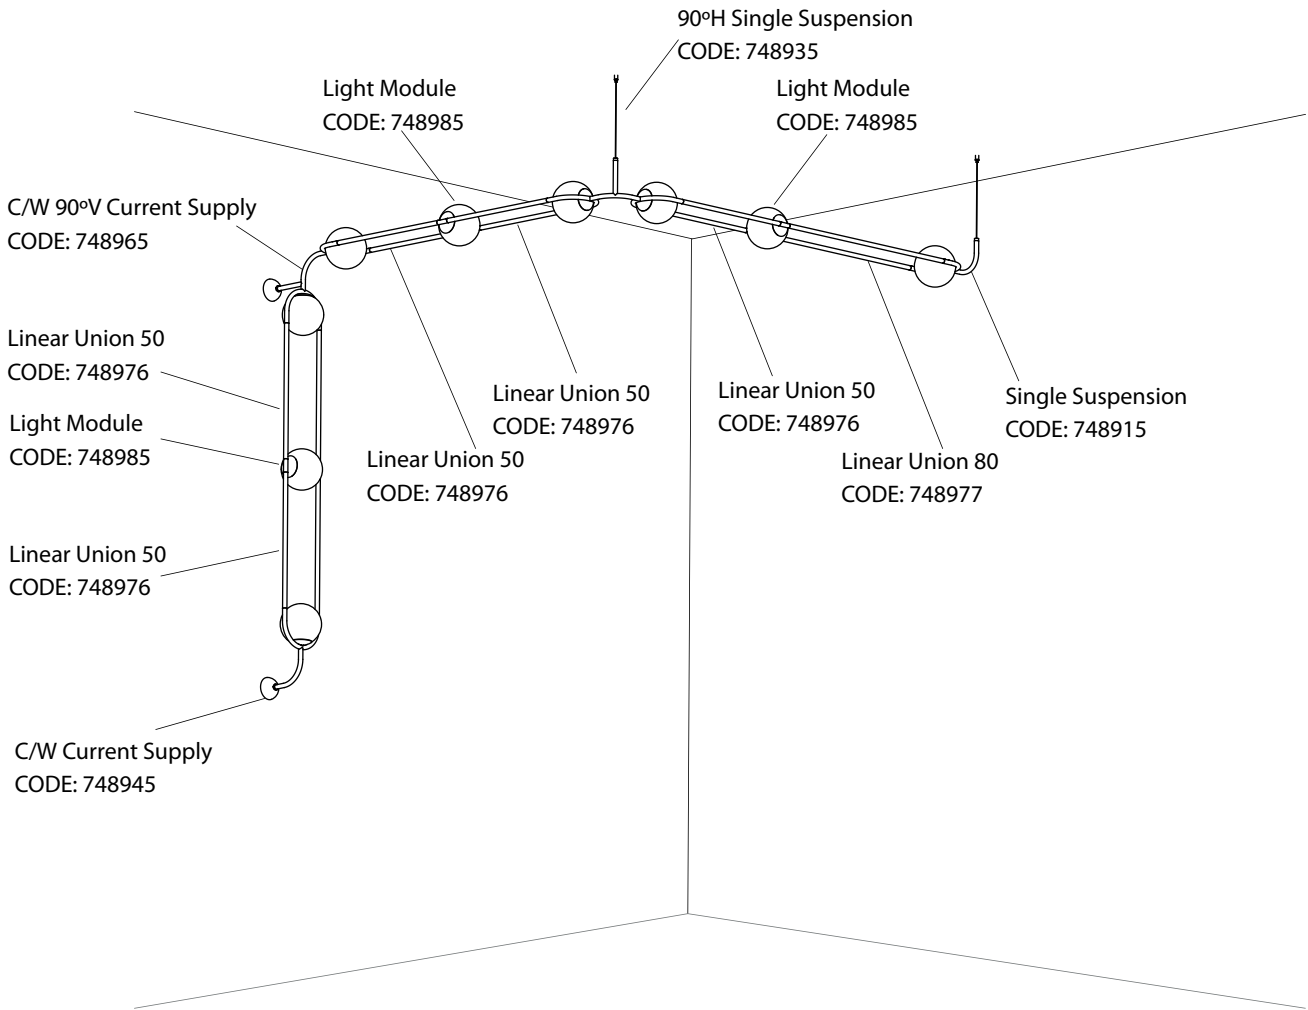 90ºH Single Suspension
CODE: 748935
Light Module
CODE: 748985
Light Module
CODE: 748985
C/W 90ºV Current Supply
CODE: 748965
Linear Union 50
CODE: 748976
Light Module
CODE: 748985
Linear Union 50
CODE: 748976
Linear Union 50
CODE: 748976
Linear Union 50
CODE: 748976
Linear Union 50
CODE: 748976
Linear Union 80
CODE: 748977
Single Suspension
CODE: 748915
C/W Current Supply
CODE: 748945